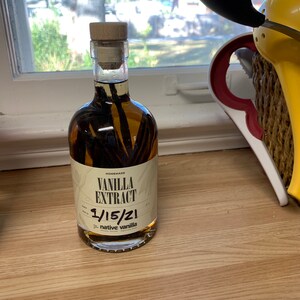 VANILLA
EXTRACT
1/15/21
native vanilla